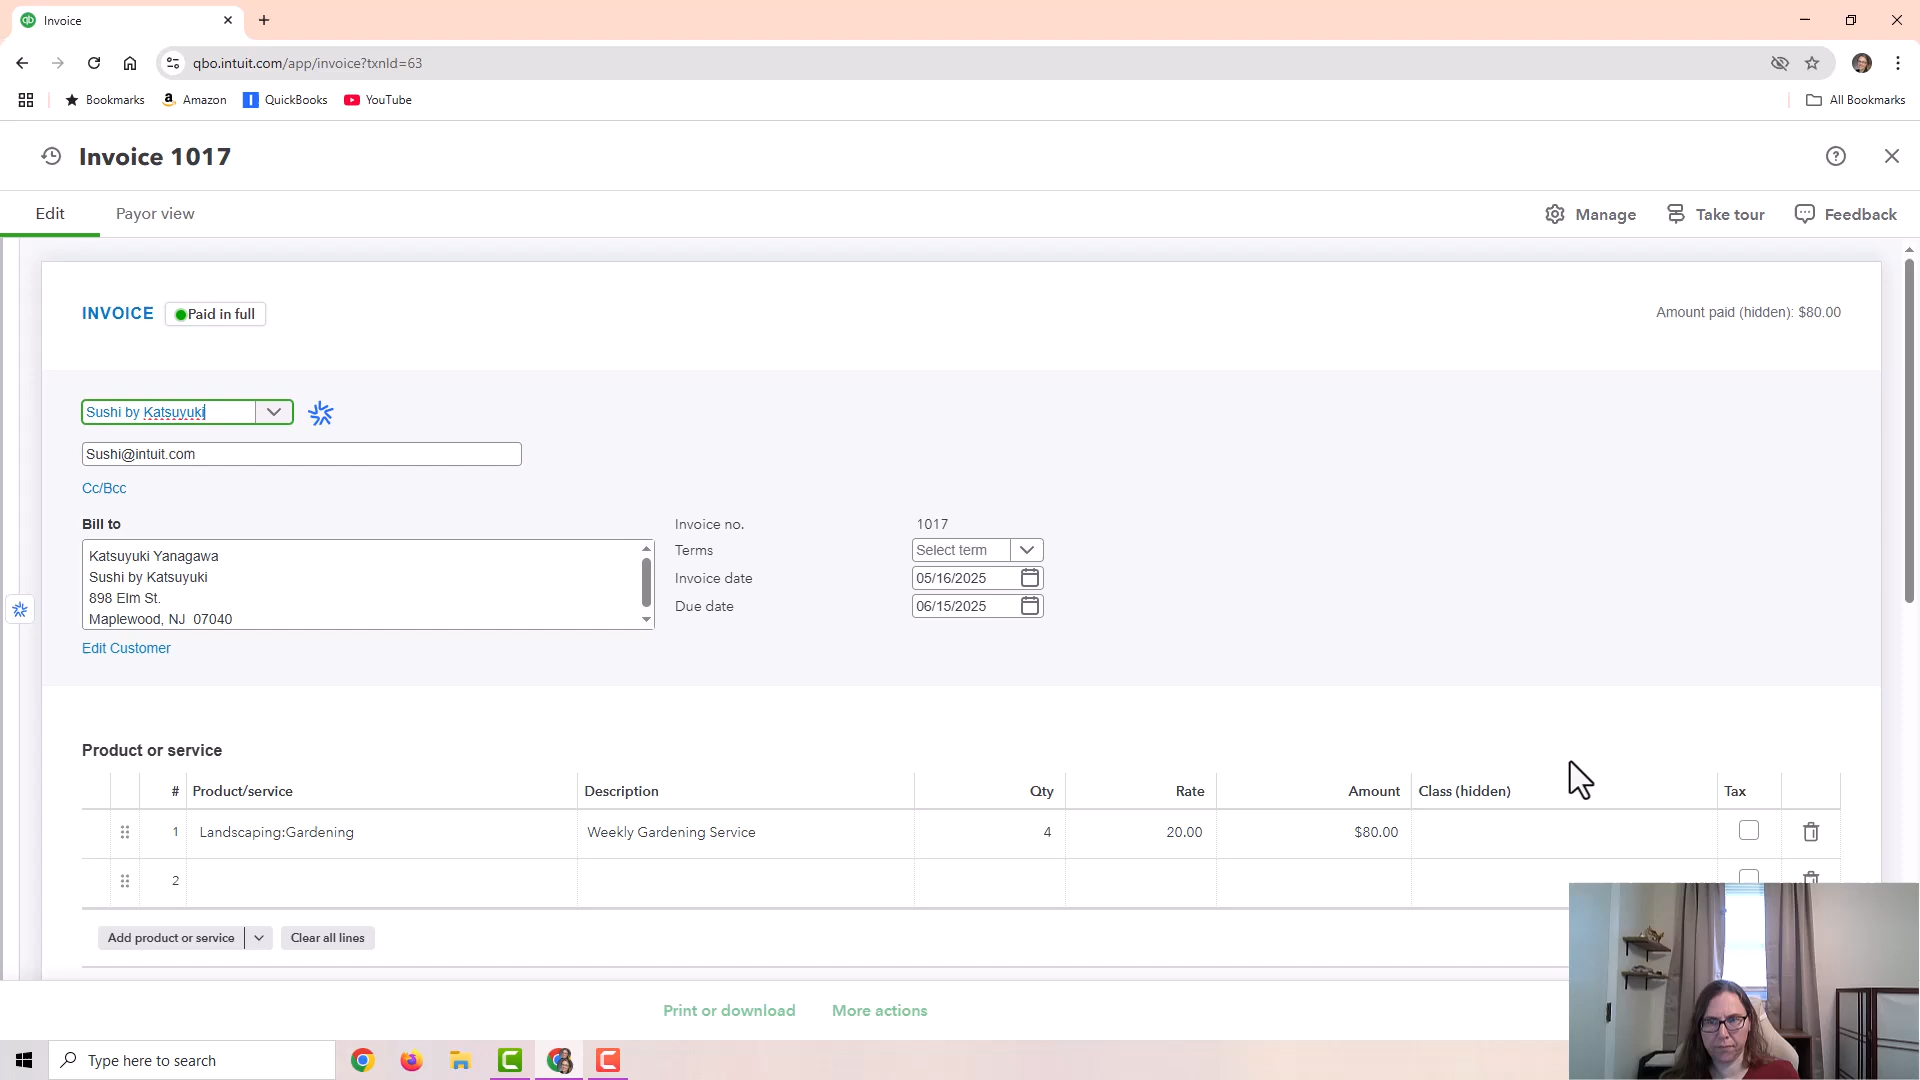 Invoice
qbo.intuit.com/app/invoice?txnId=63
Bookmarks Amazon QuickBooks YouTube All Bookmarks
Invoice 1017
Edit Payor view Manage Take tour Feedback
INVOICE Paid in full Amount paid (hidden): $80.00
Sushi by Katsuyuki
Sushi@intuit.com
Cc/Bcc
Bill to Invoice no. 1017
Katsuyuki Yanagawa Terms Select term
Sushi by Katsuyuki Invoice date 05/16/2025
898 Elm St. Due date 06/15/2025
Maplewood, NJ 07040
Edit Customer
Product or service
# Product/service Description Qty Rate Amount Class (hidden) Tax
1 Landscaping:Gardening Weekly Gardening Service 4 20.00 $80.00
2
Add product or service Clear all lines
Print or download More actions
Type here to search